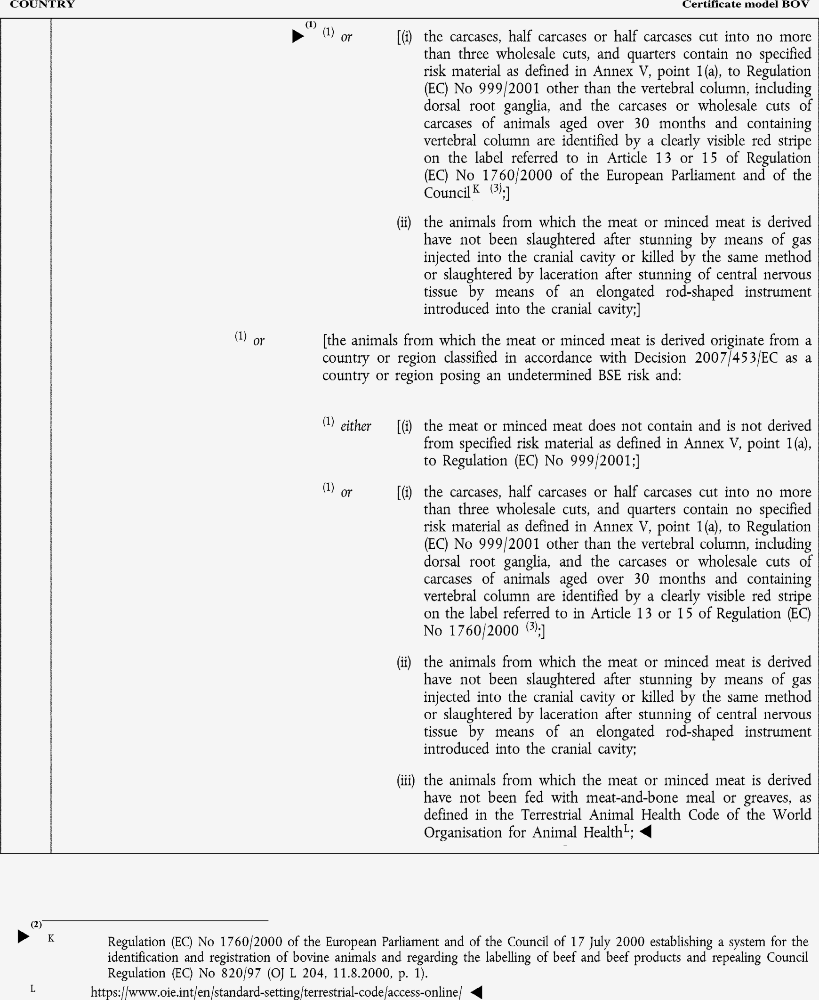 COUNTRY Certificate model BOV
▶(1) (1) or [(i) the carcases, half carcases or half carcases cut into no more
than three wholesale cuts, and quarters contain no specified
risk material as defined in Annex V, point 1(a), to Regulation
(EC) No 999/2001 other than the vertebral column, including
dorsal root ganglia, and the carcases or wholesale cuts of
carcases of animals aged over 30 months and containing
vertebral column are identified by a clearly visible red stripe
on the label referred to in Article 13 or 15 of Regulation
(EC) No 1760/2000 of the European Parliament and of the
Council K (3);]
(ii) the animals from which the meat or minced meat is derived
have not been slaughtered after stunning by means of gas
injected into the cranial cavity or killed by the same method
or slaughtered by laceration after stunning of central nervous
tissue by means of an elongated rod-shaped instrument
introduced into the cranial cavity;]
(1) or [the animals from which the meat or minced meat is derived originate from a
country or region classified in accordance with Decision 2007/453/EC as a
country or region posing an undetermined BSE risk and:
(1) either [(i) the meat or minced meat does not contain and is not derived
from specified risk material as defined in Annex V, point 1(a),
to Regulation (EC) No 999/2001;]
(1) or [(i) the carcases, half carcases or half carcases cut into no more
than three wholesale cuts, and quarters contain no specified
risk material as defined in Annex V, point 1(a), to Regulation
(EC) No 999/2001 other than the vertebral column, including
dorsal root ganglia, and the carcases or wholesale cuts of
carcases of animals aged over 30 months and containing
vertebral column are identified by a clearly visible red stripe
on the label referred to in Article 13 or 15 of Regulation (EC)
No 1760/2000 (3);]
(ii) the animals from which the meat or minced meat is derived
have not been slaughtered after stunning by means of gas
injected into the cranial cavity or killed by the same method
or slaughtered by laceration after stunning of central nervous
tissue by means of an elongated rod-shaped instrument
introduced into the cranial cavity;
(iii) the animals from which the meat or minced meat is derived
have not been fed with meat-and-bone meal or greaves, as
defined in the Terrestrial Animal Health Code of the World
Organisation for Animal Health L; ◀
▶(2) K Regulation (EC) No 1760/2000 of the European Parliament and of the Council of 17 July 2000 establishing a system for the
identification and registration of bovine animals and regarding the labelling of beef and beef products and repealing Council
Regulation (EC) No 820/97 (OJ L 204, 11.8.2000, p. 1).
L https://www.oie.int/en/standard-setting/terrestrial-code/access-online/ ◀